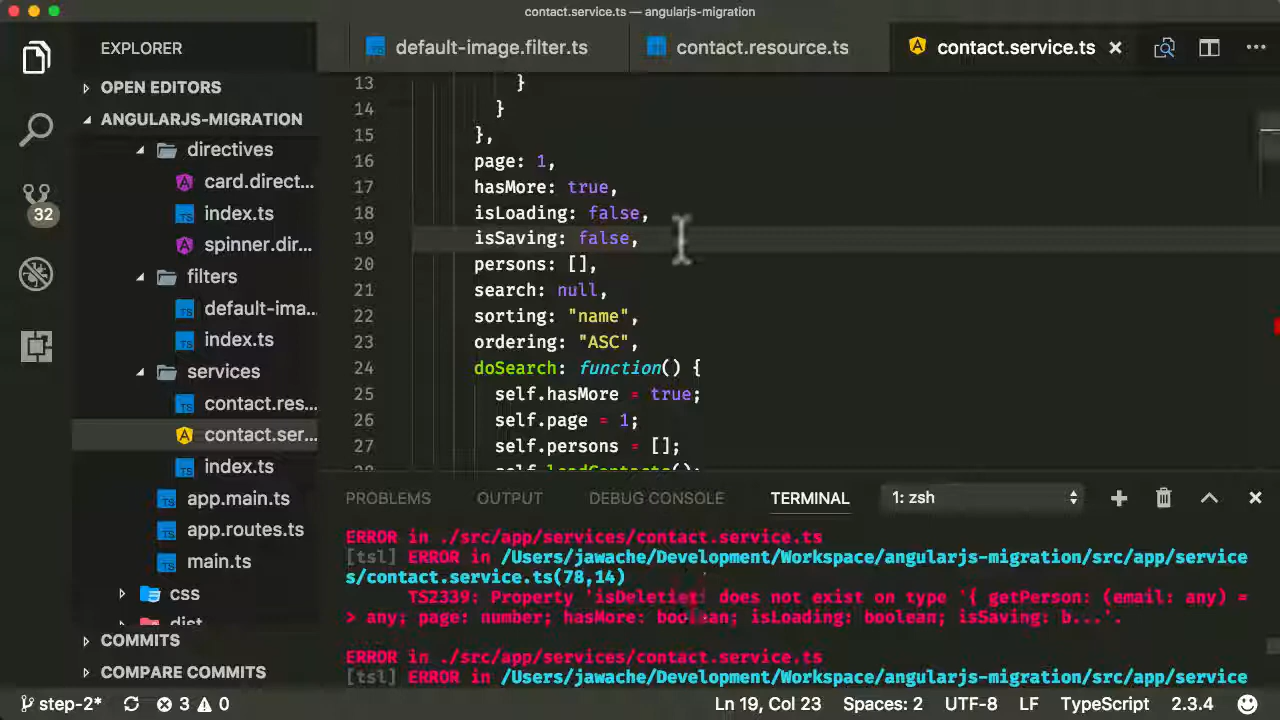 contact.service.ts — angularjs-migration
EXPLORER
default-image.filter.ts
contact.resource.ts
contact.service.ts
OPEN EDITORS
ANGULARJS-MIGRATION
directives
card.direct...
index.ts
spinner.dir...
filters
default-ima...
index.ts
services
contact.res...
contact.ser...
index.ts
app.main.ts
app.routes.ts
main.ts
css
dist
COMMITS
COMPARE COMMITS
32
13 }
14 }
15 },
16 page: 1,
17 hasMore: true,
18 isLoading: false,
19 isSaving: false,
20 persons: [],
21 search: null,
22 sorting: "name",
23 ordering: "ASC",
24 doSearch: function() {
25 self.hasMore = true;
26 self.page = 1;
27 self.persons = [];
28 self.loadContacts();
PROBLEMS OUTPUT DEBUG CONSOLE TERMINAL 1: zsh
ERROR in ./src/app/services/contact.service.ts
[tsl] ERROR in /Users/jawache/Development/Workspace/angularjs-migration/src/app/service
s/contact.service.ts(78,14)
TS2339: Property 'isDeletiet' does not exist on type '{ getPerson: (email: any) =
> any; page: number; hasMore: boolean; isLoading: boolean; isSaving: b...'.
ERROR in ./src/app/services/contact.service.ts
[tsl] ERROR in /Users/jawache/Development/Workspace/angularjs-migration/src/app/service
step-2* 3 0 Ln 19, Col 23 Spaces: 2 UTF-8 LF TypeScript 2.3.4